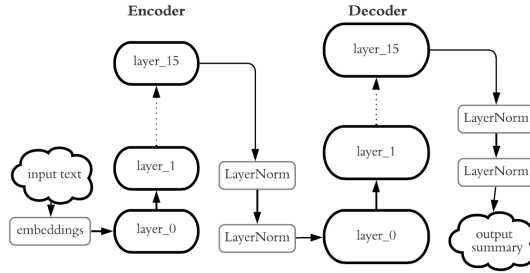 Encoder
Decoder
layer_15
layer_1
layer_0
input text
embeddings
LayerNorm
LayerNorm
layer_15
layer_1
layer_0
LayerNorm
LayerNorm
output
summary